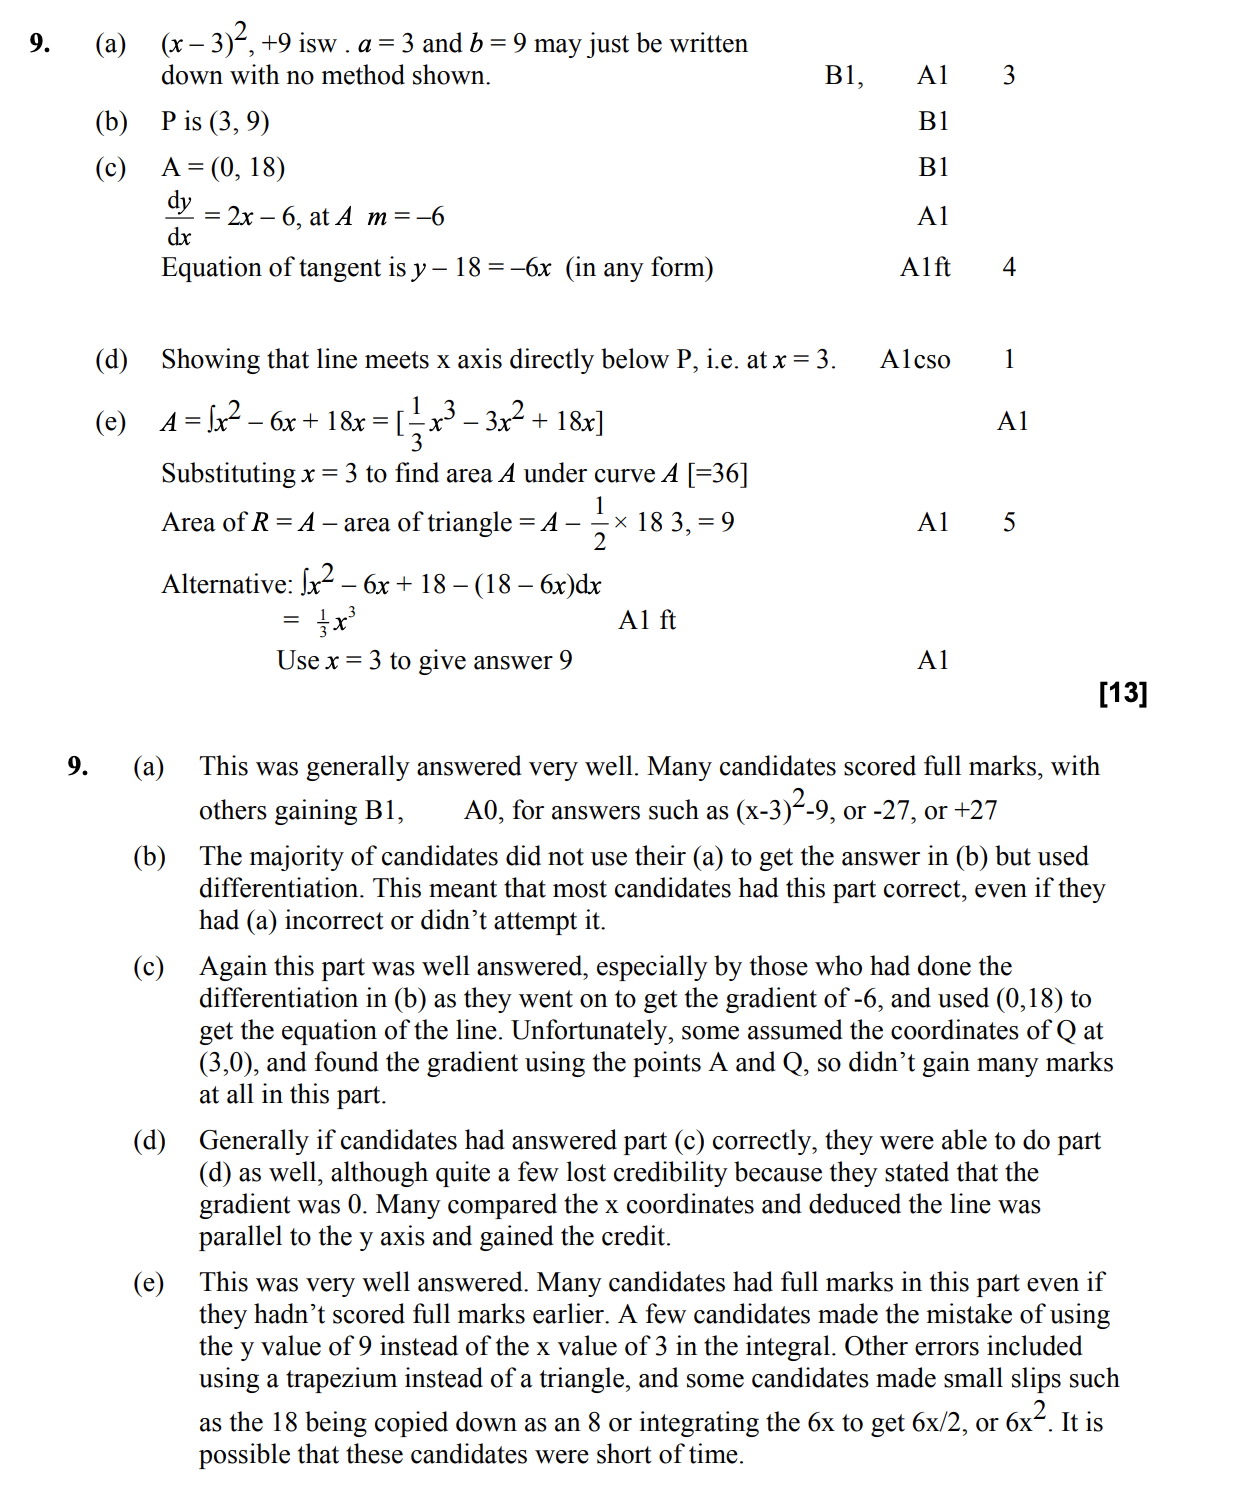 9. (a) (x – 3)², +9 isw . a = 3 and b = 9 may just be written
down with no method shown. B1, A1 3
(b) P is (3, 9) B1
(c) A = (0, 18) B1
dy/dx = 2x – 6, at A m = –6 A1
Equation of tangent is y – 18 = –6x (in any form) A1ft 4
(d) Showing that line meets x axis directly below P, i.e. at x = 3. A1cso 1
(e) A = ∫x² – 6x + 18x = [1/3 x³ – 3x² + 18x] A1
Substituting x = 3 to find area A under curve A [=36]
Area of R = A – area of triangle = A – 1/2 × 18 3, = 9 A1 5
Alternative: ∫x² – 6x + 18 – (18 – 6x)dx
= 1/3 x³ A1 ft
Use x = 3 to give answer 9 A1
[13]
9. (a) This was generally answered very well. Many candidates scored full marks, with
others gaining B1, A0, for answers such as (x-3)²-9, or -27, or +27
(b) The majority of candidates did not use their (a) to get the answer in (b) but used
differentiation. This meant that most candidates had this part correct, even if they
had (a) incorrect or didn’t attempt it.
(c) Again this part was well answered, especially by those who had done the
differentiation in (b) as they went on to get the gradient of -6, and used (0,18) to
get the equation of the line. Unfortunately, some assumed the coordinates of Q at
(3,0), and found the gradient using the points A and Q, so didn’t gain many marks
at all in this part.
(d) Generally if candidates had answered part (c) correctly, they were able to do part
(d) as well, although quite a few lost credibility because they stated that the
gradient was 0. Many compared the x coordinates and deduced the line was
parallel to the y axis and gained the credit.
(e) This was very well answered. Many candidates had full marks in this part even if
they hadn’t scored full marks earlier. A few candidates made the mistake of using
the y value of 9 instead of the x value of 3 in the integral. Other errors included
using a trapezium instead of a triangle, and some candidates made small slips such
as the 18 being copied down as an 8 or integrating the 6x to get 6x/2, or 6x². It is
possible that these candidates were short of time.